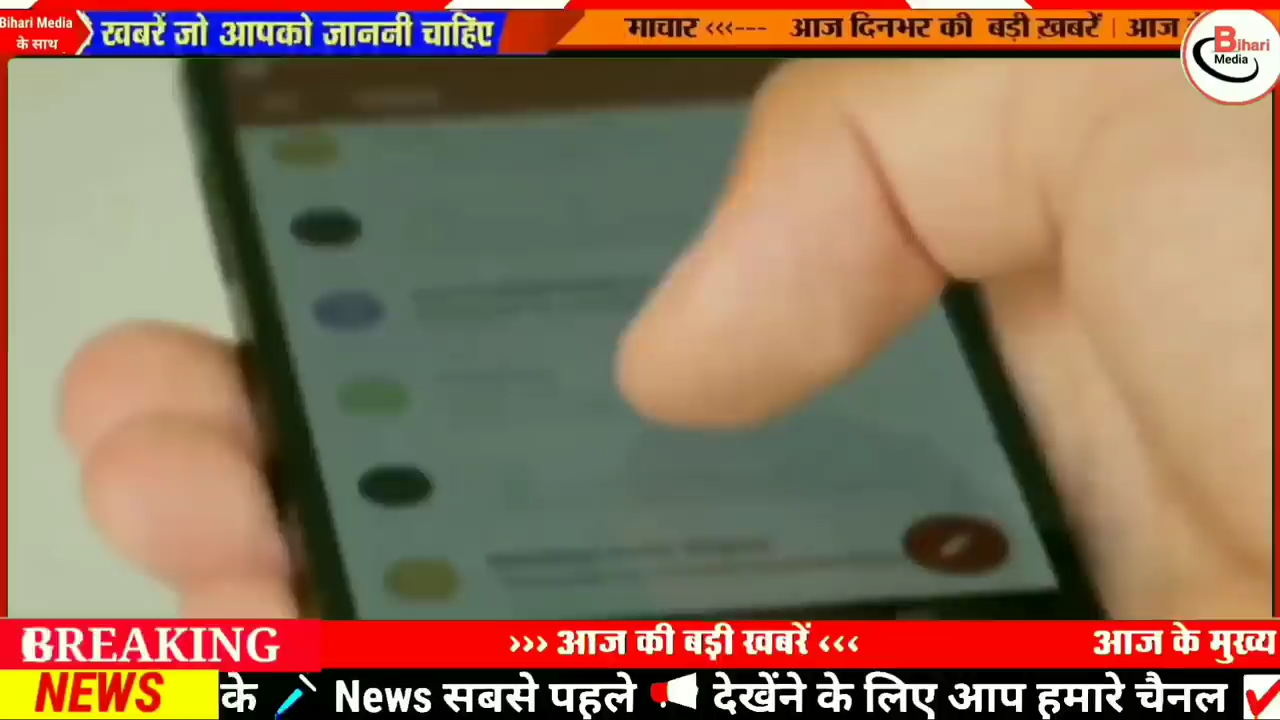 Bihari Media
के साथ
खबरें जो आपको जाननी चाहिए
माचार <<<--- आज दिनभर की बड़ी ख़बरें | आज
Bihari
Media
BREAKING
>>> आज की बड़ी खबरें <<<
आज के मुख्य
NEWS
के News सबसे पहले देखेंने के लिए आप हमारे चैनल